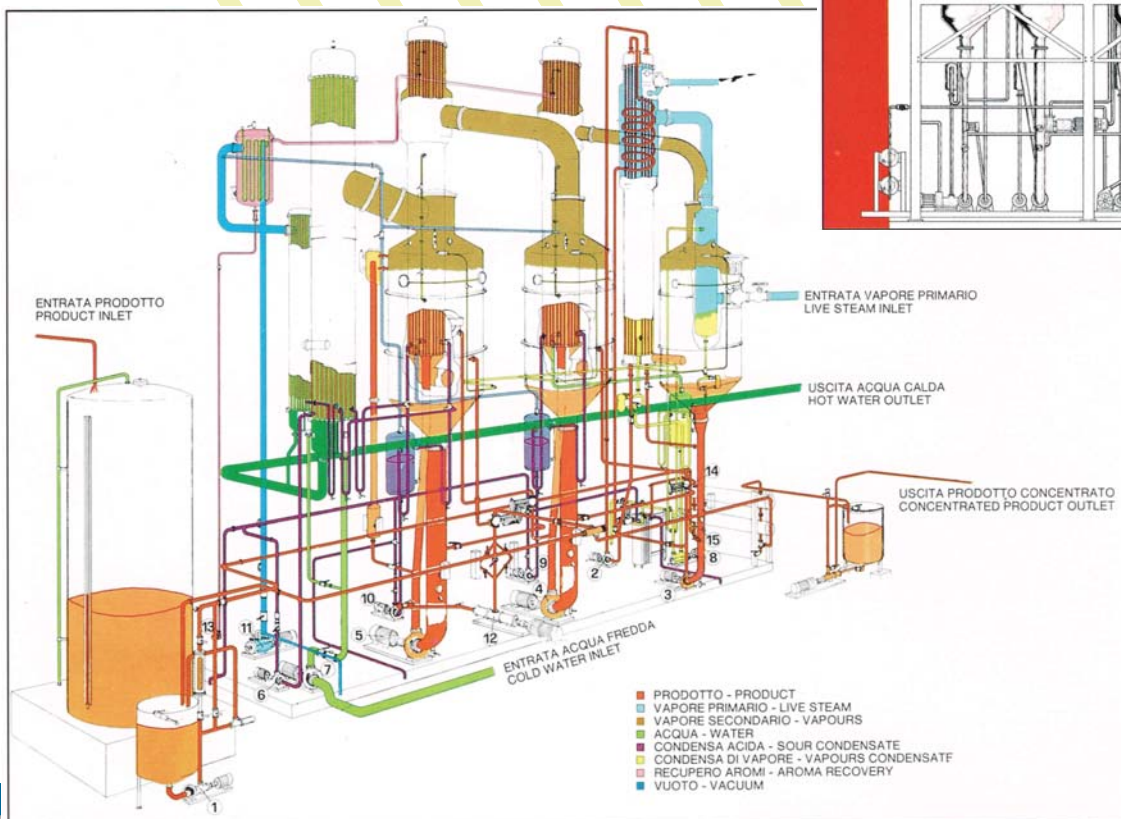 ENTRATA PRODOTTO
PRODUCT INLET
ENTRATA VAPORE PRIMARIO
LIVE STEAM INLET
USCITA ACQUA CALDA
HOT WATER OUTLET
USCITA PRODOTTO CONCENTRATO
CONCENTRATED PRODUCT OUTLET
14
15
8
9
2
4
3
10
5
12
13
11
7
6
1
ENTRATA ACQUA FREDDA
COLD WATER INLET
PRODOTTO - PRODUCT
VAPORE PRIMARIO - LIVE STEAM
VAPORE SECONDARIO - VAPOURS
ACQUA - WATER
CONDENSA ACIDA - SOUR CONDENSATE
CONDENSA DI VAPORE - VAPOURS CONDENSATE
RECUPERO AROMI - AROMA RECOVERY
VUOTO - VACUUM